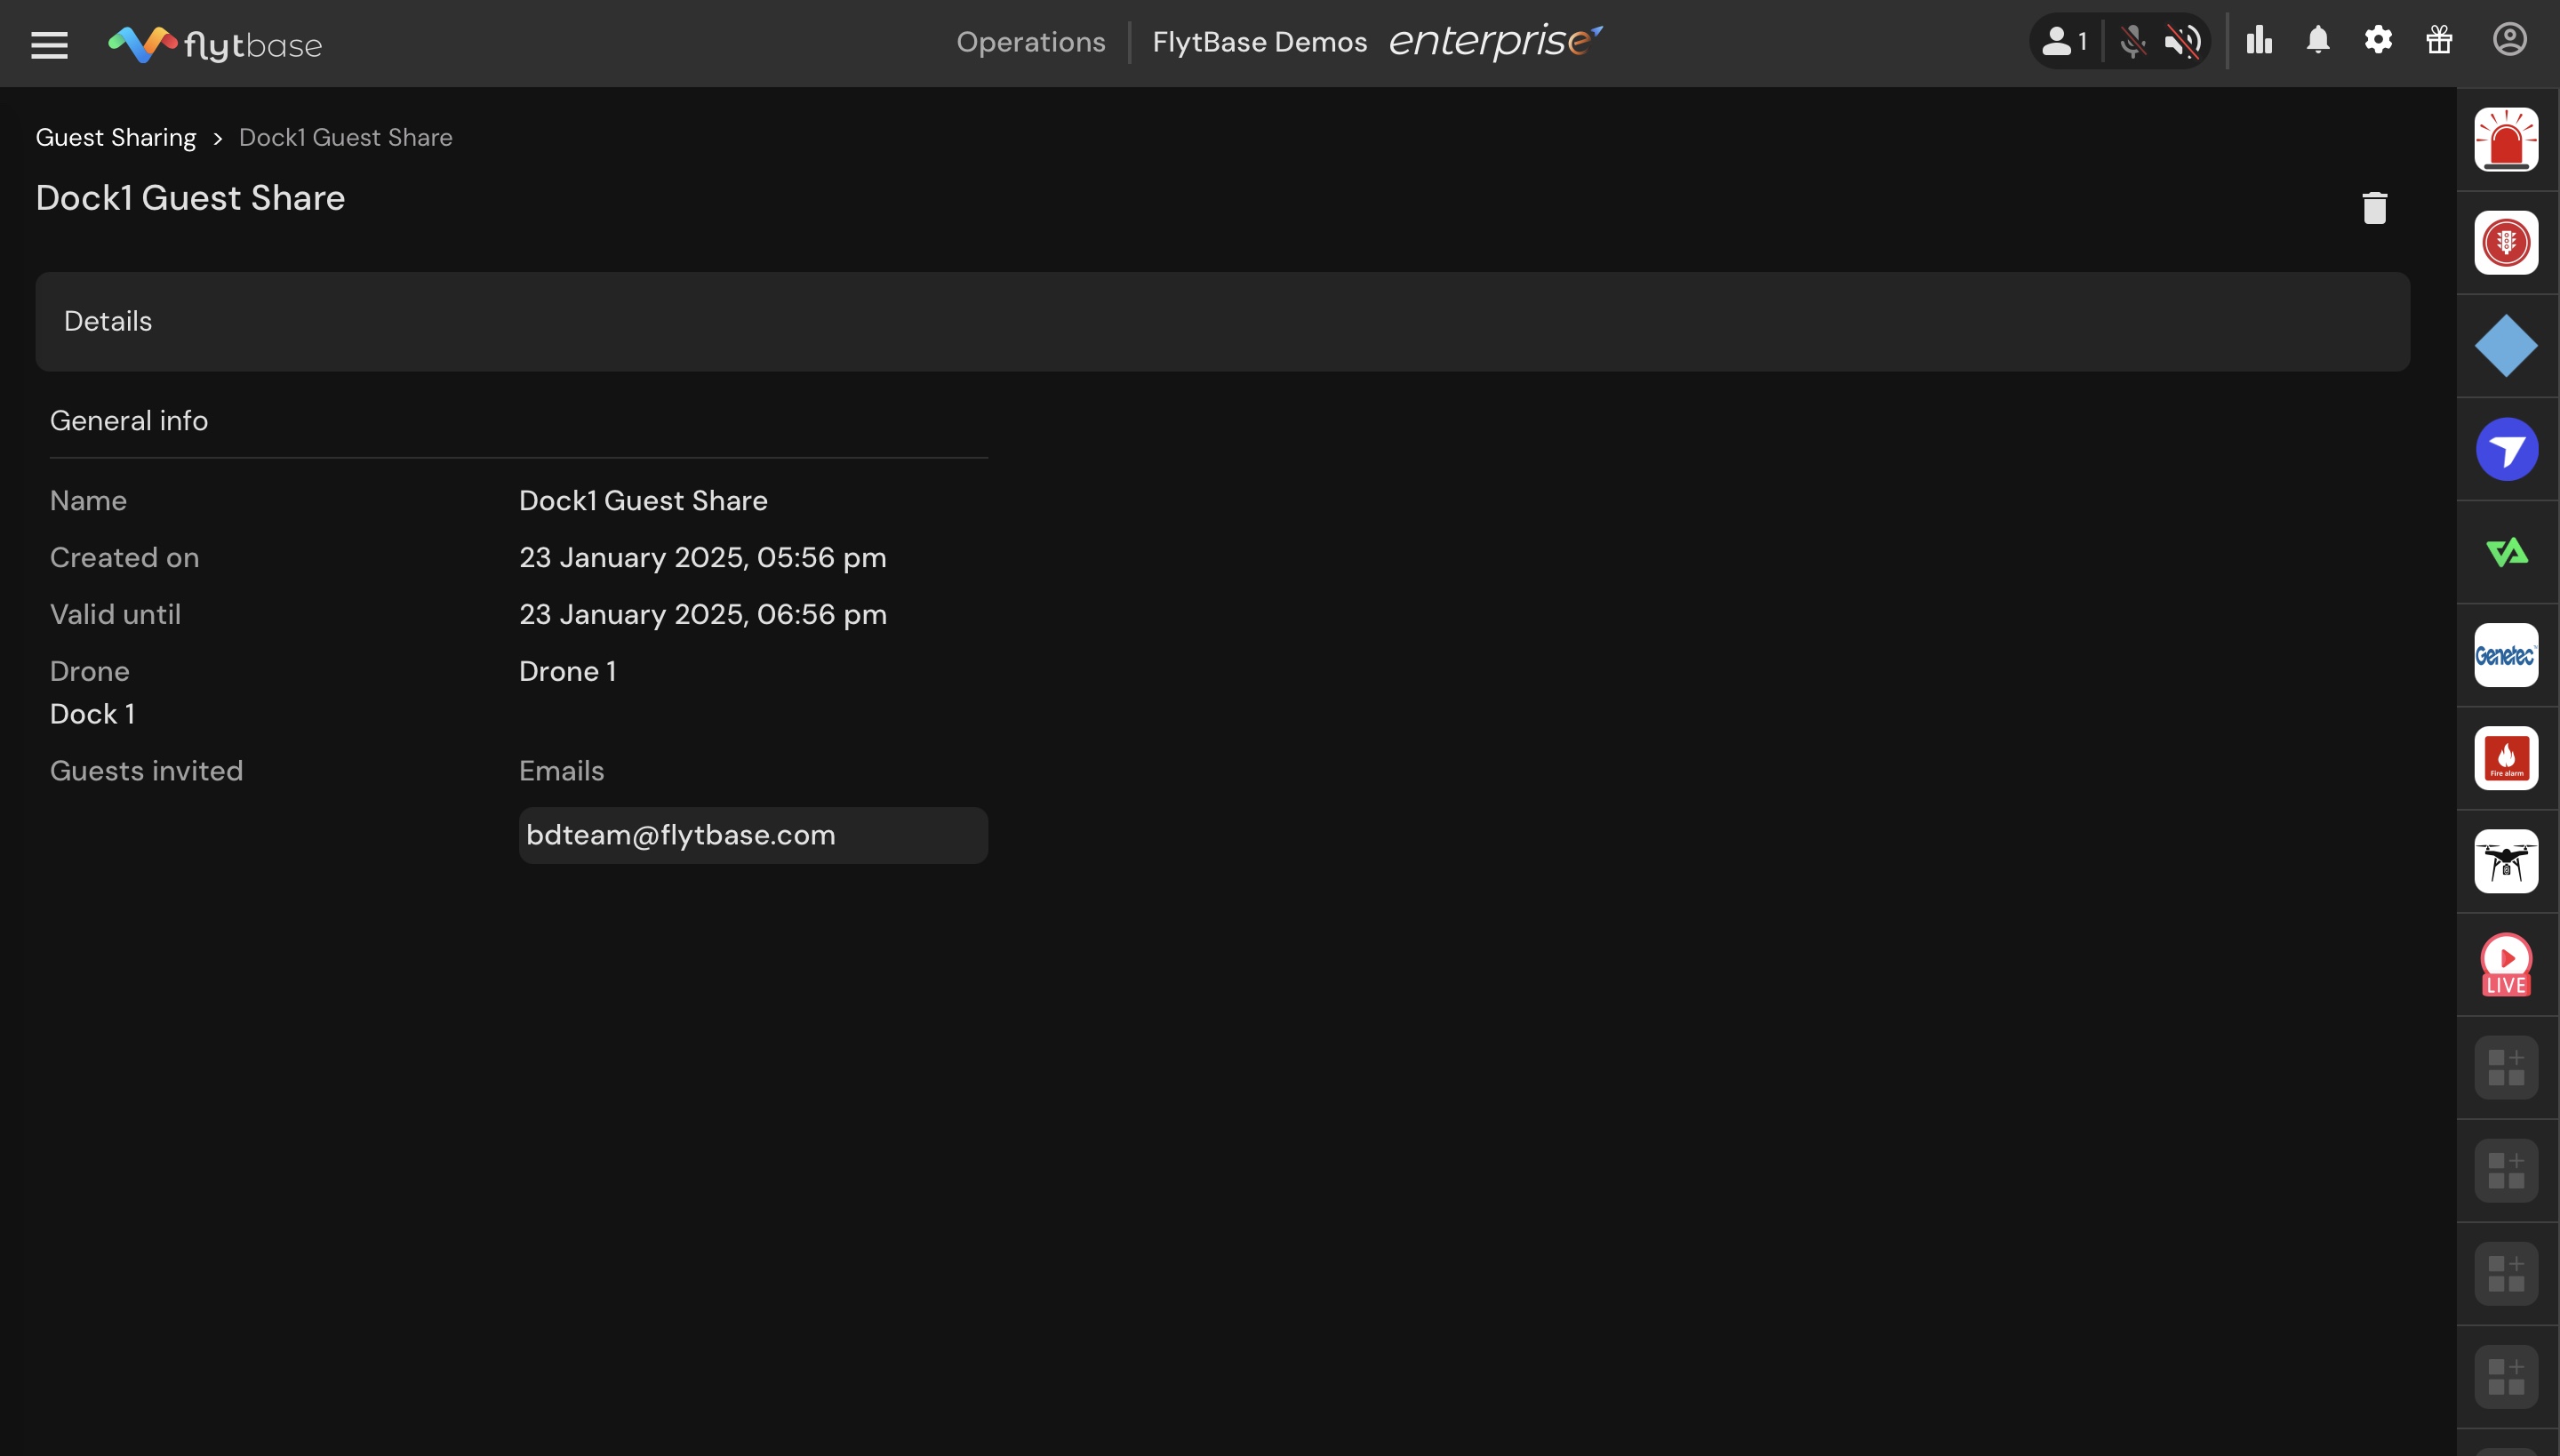 flytbase
Operations
FlytBase Demos enterprise
1
Guest Sharing > Dock1 Guest Share
Dock1 Guest Share
Details
General info
Name Dock1 Guest Share
Created on 23 January 2025, 05:56 pm
Valid until 23 January 2025, 06:56 pm
Drone Drone 1
Dock 1
Guests invited Emails
bdteam@flytbase.com
Genetec
Fire alarm
LIVE